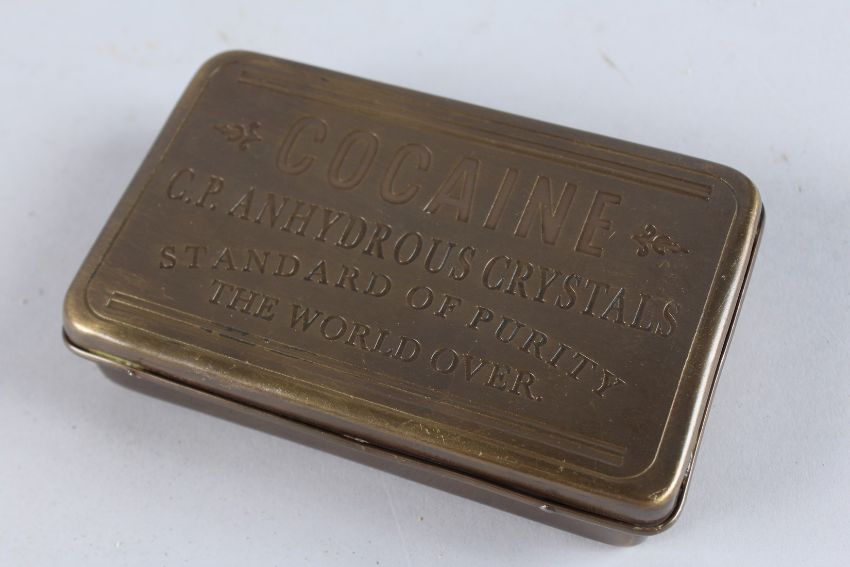 COCAINE
C.P. ANHYDROUS CRYSTALS
STANDARD OF PURITY
THE WORLD OVER.